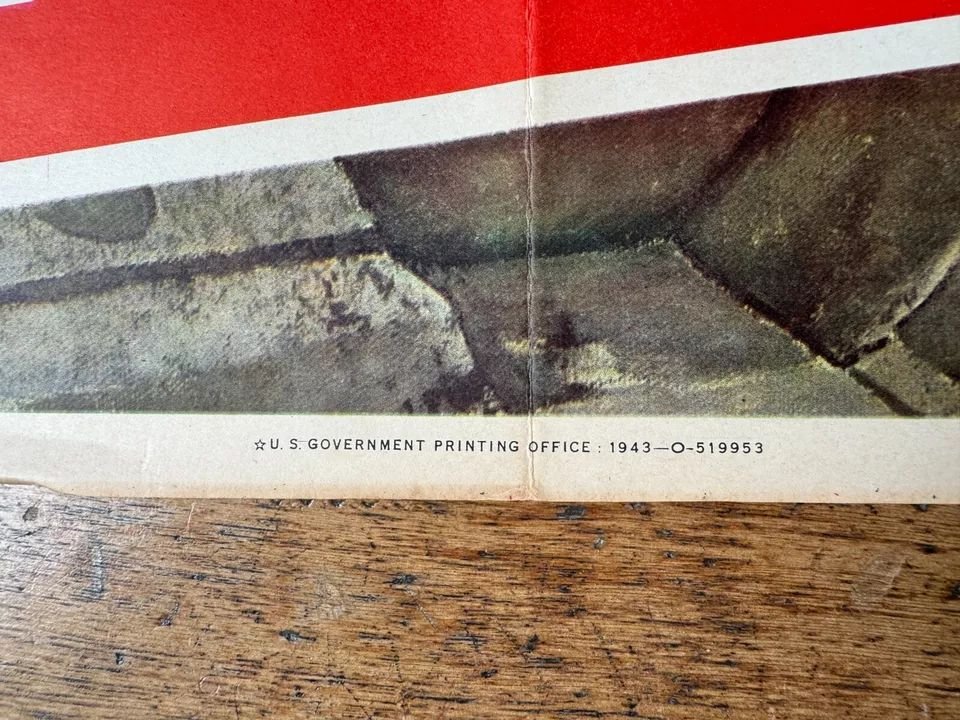 ☆U. S. GOVERNMENT PRINTING OFFICE : 1943—O-519953